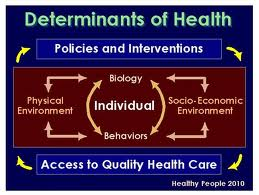 Determinants of Health
Policies and Interventions
Biology
Physical
Environment
Individual
Socio-Economic
Environment
Behaviors
Access to Quality Health Care
Healthy People 2010